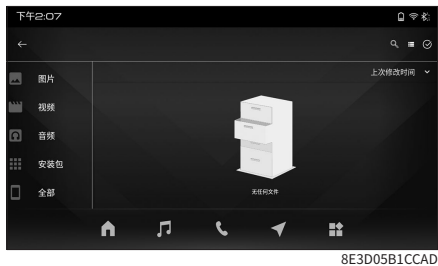 下午2:07
上次修改时间
图片
视频
音频
安装包
全部
无任何文件
8E3D05B1CCAD